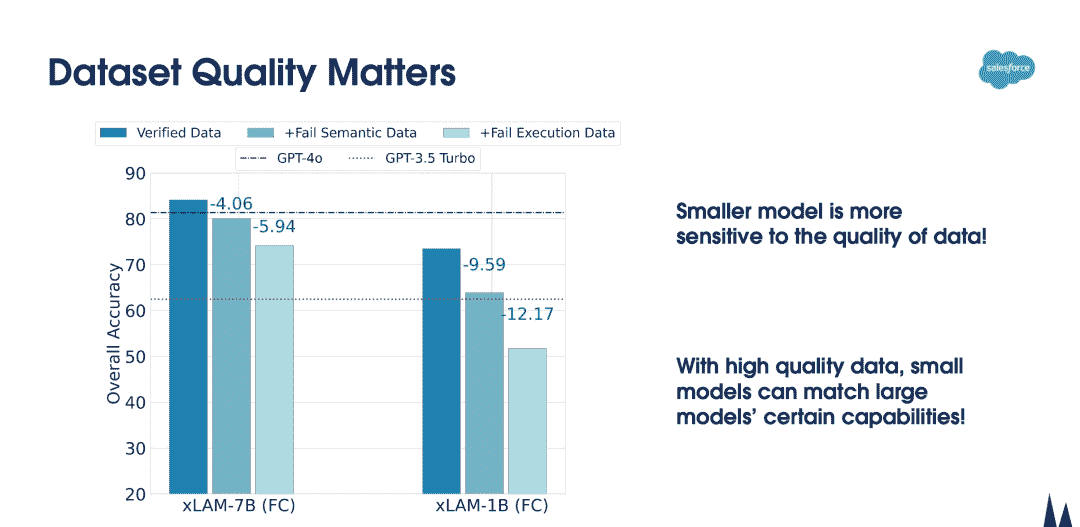 Dataset Quality Matters
salesforce
Verified Data +Fail Semantic Data +Fail Execution Data
GPT-4o GPT-3.5 Turbo
90
80
70
60
50
40
30
20
Overall Accuracy
-4.06
-5.94
-9.59
-12.17
xLAM-7B (FC) xLAM-1B (FC)
Smaller model is more
sensitive to the quality of data!
With high quality data, small
models can match large
models’ certain capabilities!